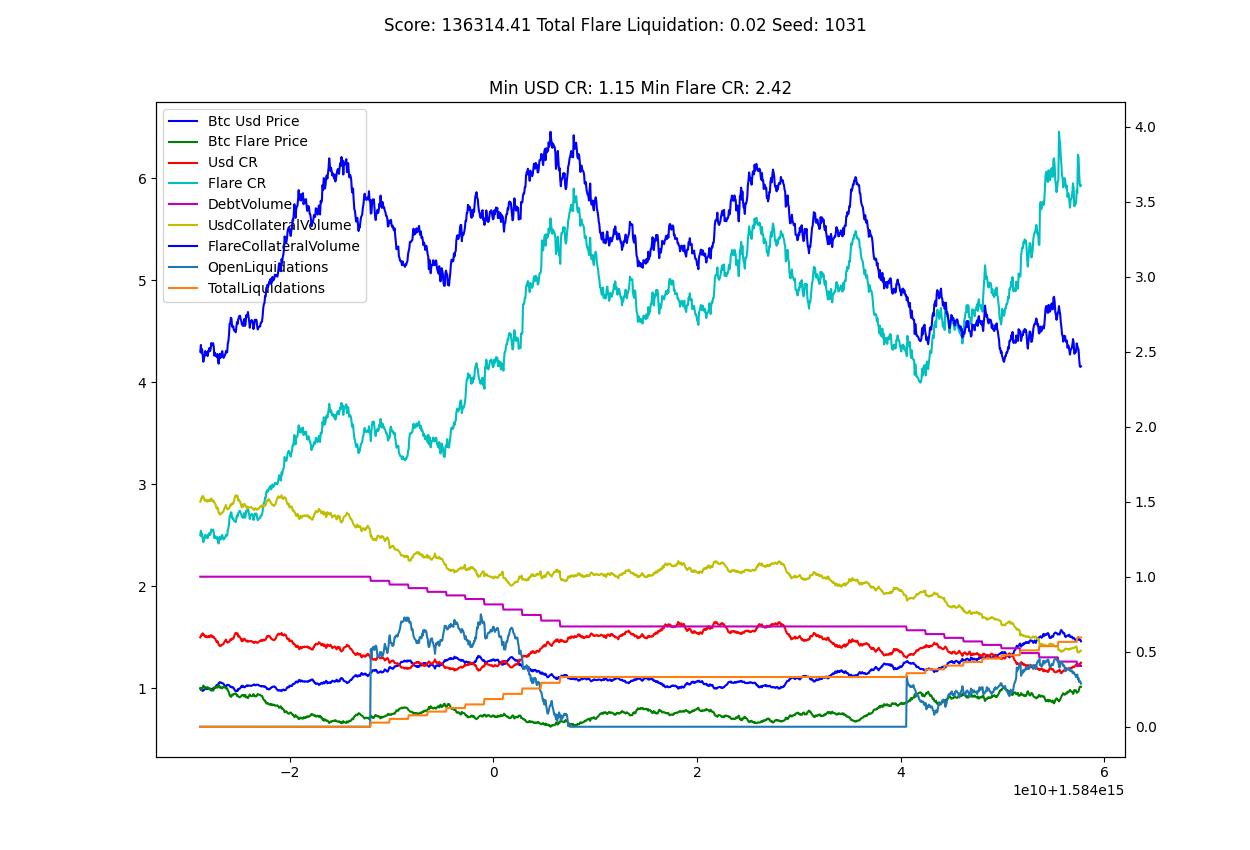 Score: 136314.41 Total Flare Liquidation: 0.02 Seed: 1031
Min USD CR: 1.15 Min Flare CR: 2.42
Btc Usd Price
Btc Flare Price
Usd CR
Flare CR
DebtVolume
UsdCollateralVolume
FlareCollateralVolume
OpenLiquidations
TotalLiquidations
6
5
4
3
2
1
4.0
3.5
3.0
2.5
2.0
1.5
1.0
0.5
0.0
−2 0 2 4 6
1e10+1.584e15